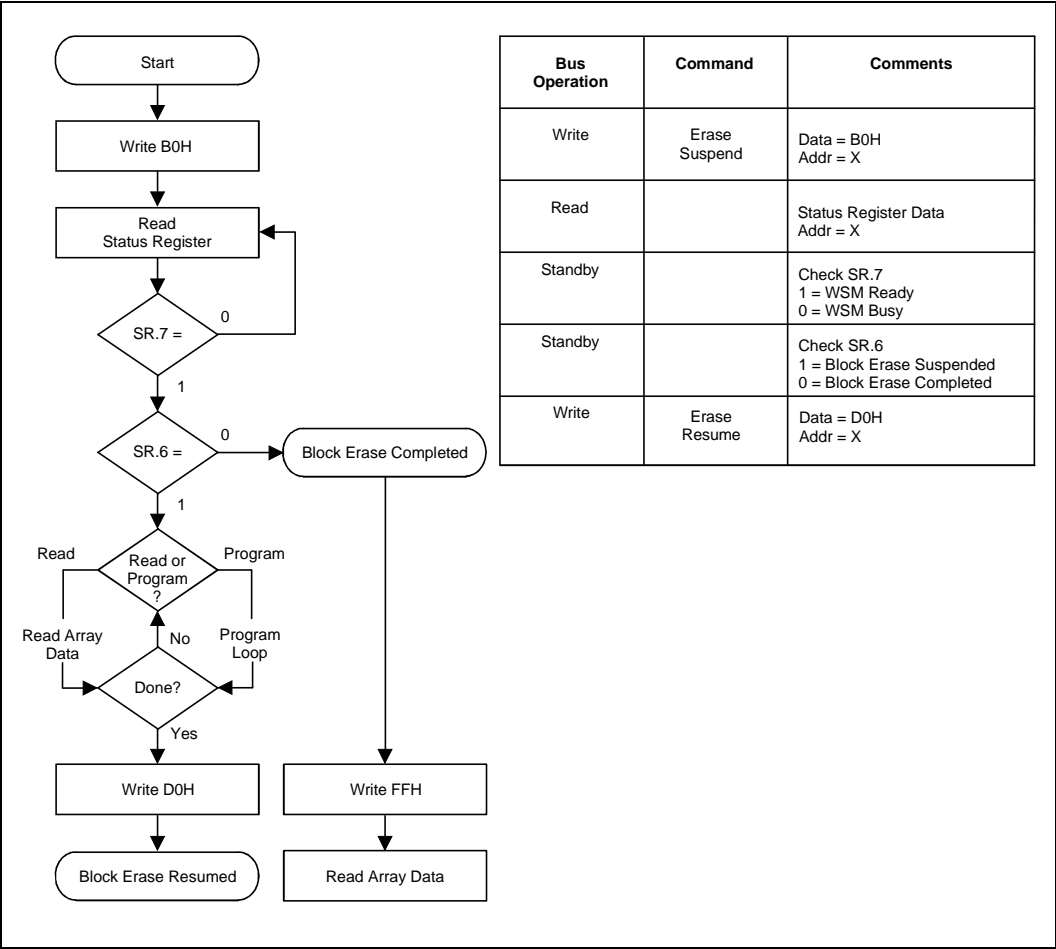 Start
Write B0H
Read
Status Register
SR.7 =
0
1
SR.6 =
0
Block Erase Completed
1
Read
Read or
Program
?
Program
Read Array
Data
No
Program
Loop
Done?
Yes
Write D0H
Write FFH
Block Erase Resumed
Read Array Data
Bus
Operation
Command
Comments
Write
Erase
Suspend
Data = B0H
Addr = X
Read
Status Register Data
Addr = X
Standby
Check SR.7
1 = WSM Ready
0 = WSM Busy
Standby
Check SR.6
1 = Block Erase Suspended
0 = Block Erase Completed
Write
Erase
Resume
Data = D0H
Addr = X